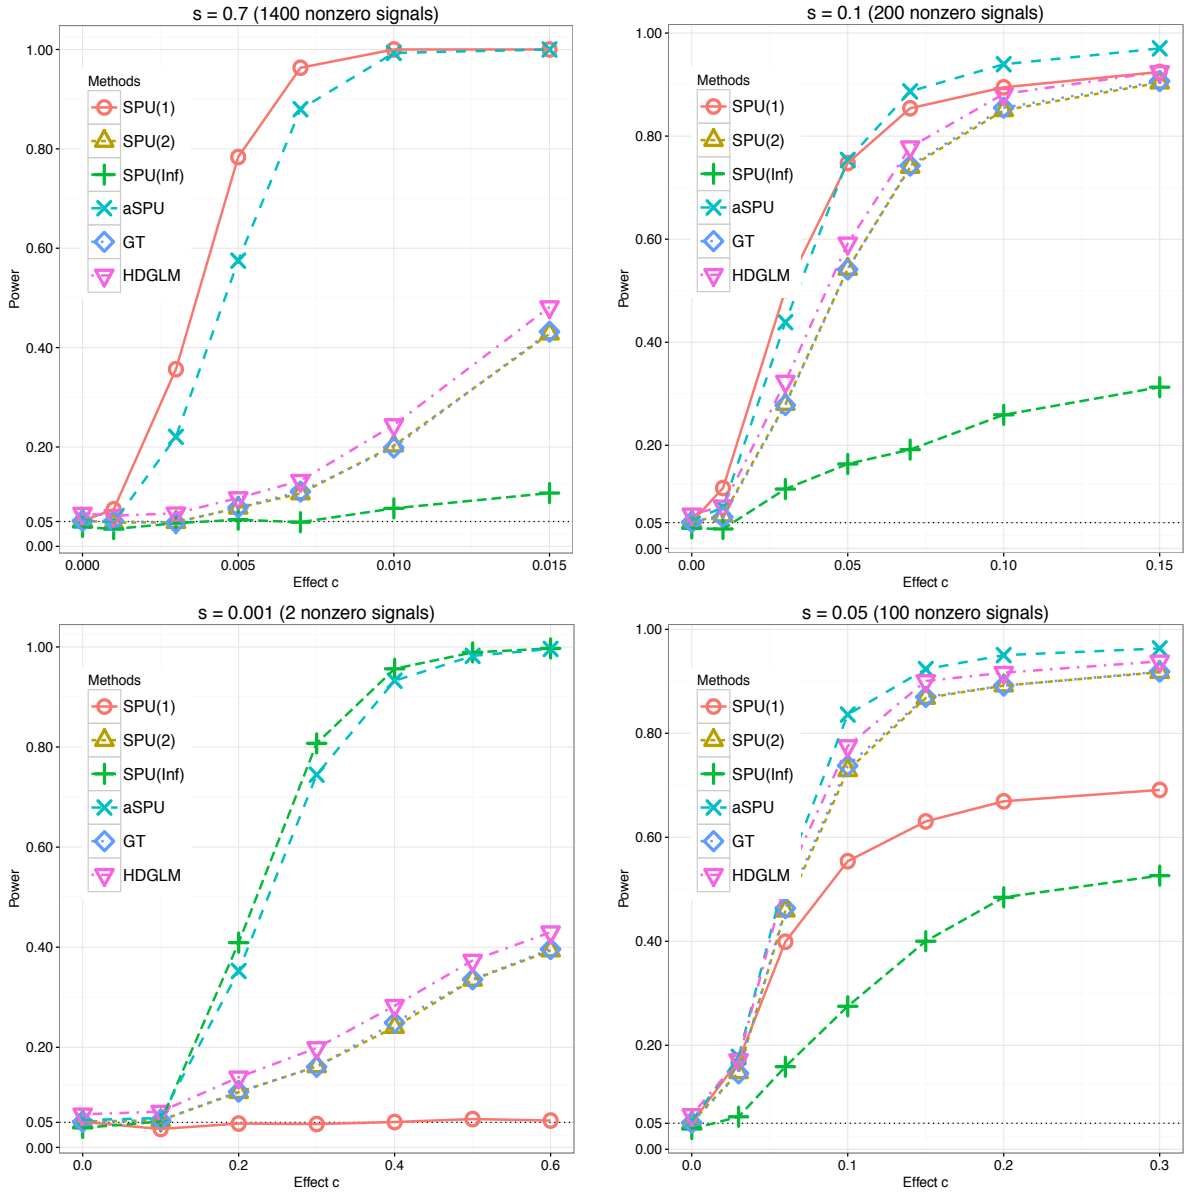 s = 0.7 (1400 nonzero signals)
1.00
0.80
0.60
0.40
0.20
0.05
0.00
Power
Methods
SPU(1)
SPU(2)
SPU(Inf)
aSPU
GT
HDGLM
0.000
0.005
0.010
0.015
Effect c
s = 0.1 (200 nonzero signals)
1.00
0.80
0.60
0.40
0.20
0.05
0.00
Power
Methods
SPU(1)
SPU(2)
SPU(Inf)
aSPU
GT
HDGLM
0.00
0.05
0.10
0.15
Effect c
s = 0.001 (2 nonzero signals)
1.00
0.80
0.60
0.40
0.20
0.05
0.00
Power
Methods
SPU(1)
SPU(2)
SPU(Inf)
aSPU
GT
HDGLM
0.0
0.2
0.4
0.6
Effect c
s = 0.05 (100 nonzero signals)
1.00
0.80
0.60
0.40
0.20
0.05
0.00
Power
Methods
SPU(1)
SPU(2)
SPU(Inf)
aSPU
GT
HDGLM
0.0
0.1
0.2
0.3
Effect c